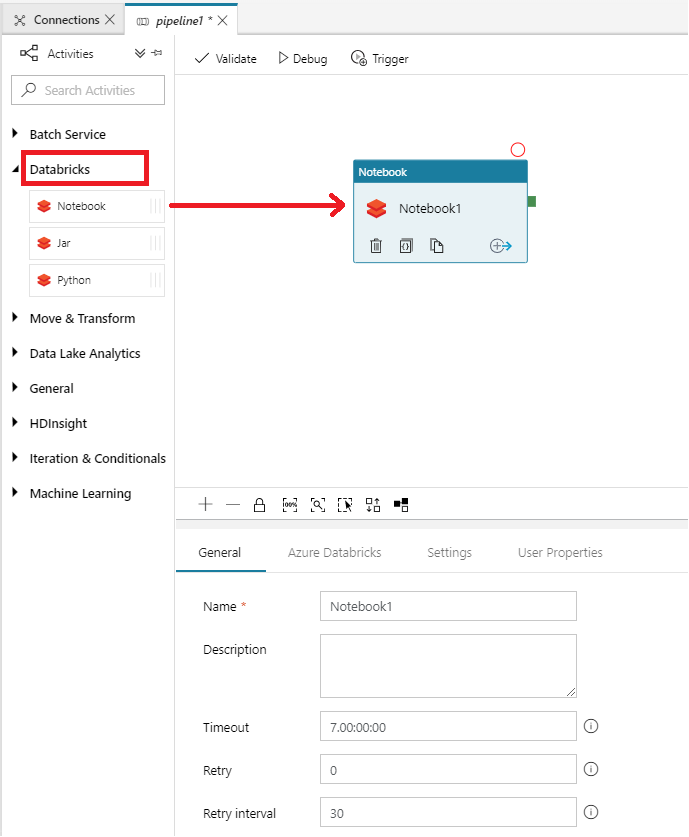 Connections
pipeline1 *
Activities
Validate
Debug
Trigger
Search Activities
Batch Service
Databricks
Notebook
Jar
Python
Move & Transform
Data Lake Analytics
General
HDInsight
Iteration & Conditionals
Machine Learning
Notebook
Notebook1
100%
General
Azure Databricks
Settings
User Properties
Name *
Notebook1
Description
Timeout
7.00:00:00
Retry
0
Retry interval
30